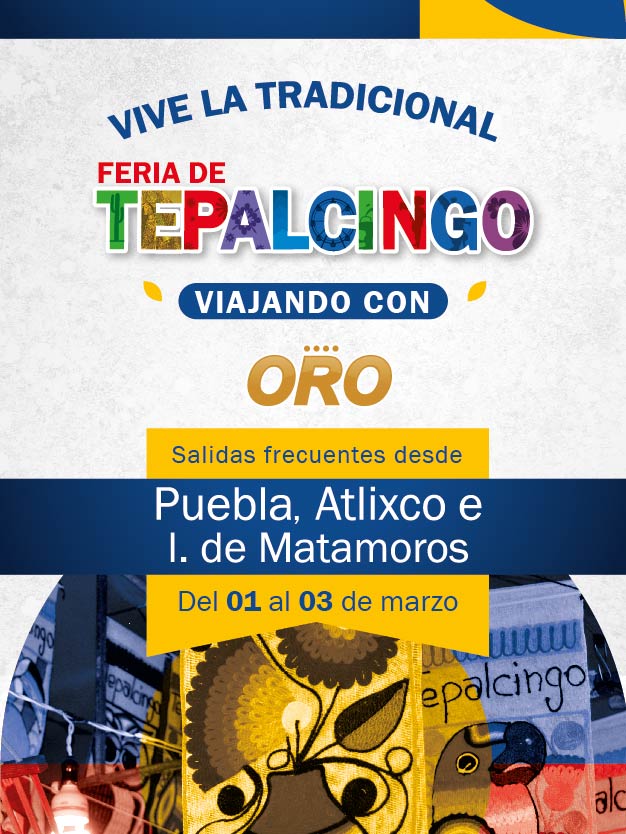 VIVE LA TRADICIONAL
FERIA DE
TEPALCINGO
VIAJANDO CON
ORO
Salidas frecuentes desde
Puebla, Atlixco e
I. de Matamoros
Del 01 al 03 de marzo
epalcingo
Tepalcingo